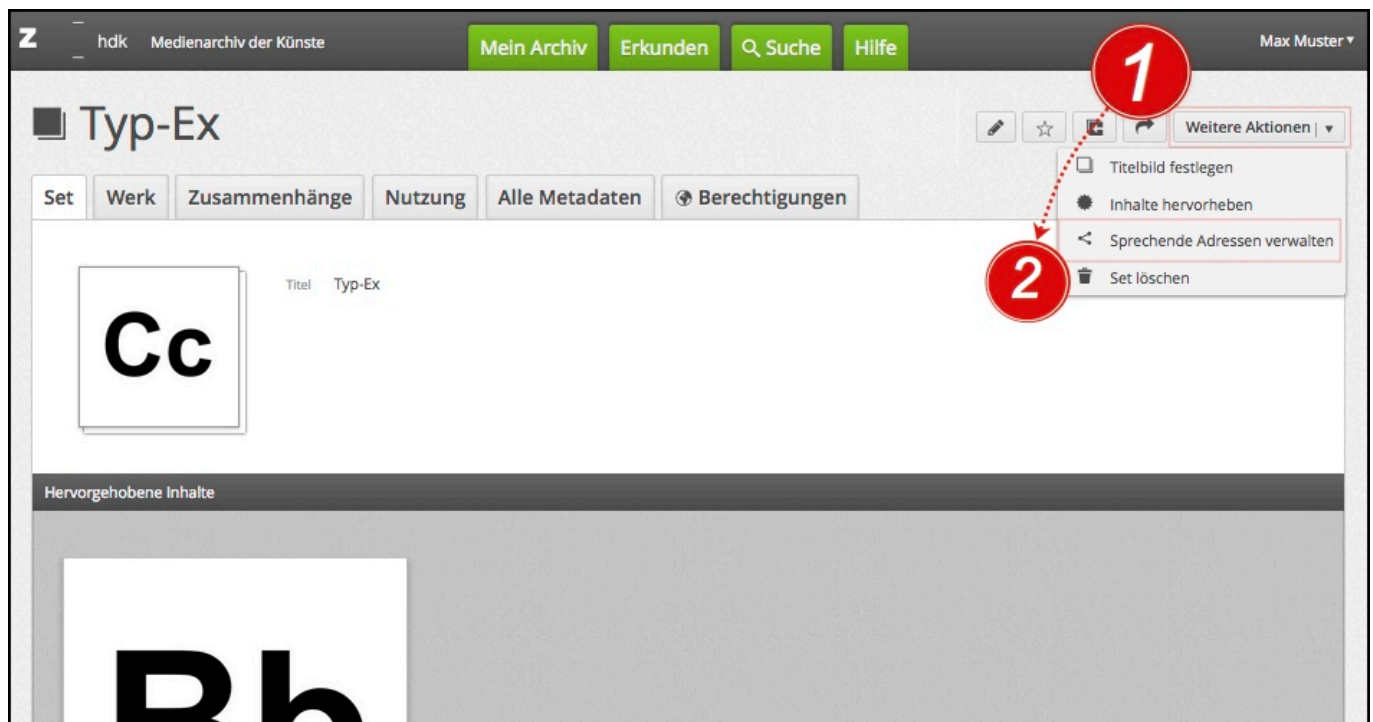 Z hdk Medienarchiv der Künste Mein Archiv Erkunden Suche Hilfe Max Muster
1
Typ-Ex
Weitere Aktionen
Titelbild festlegen
Set Werk Zusammenhänge Nutzung Alle Metadaten Berechtigungen
Inhalte hervorheben
Sprechende Adressen verwalten
2
Set löschen
Titel Typ-Ex
Cc
Hervorgehobene Inhalte
Bb